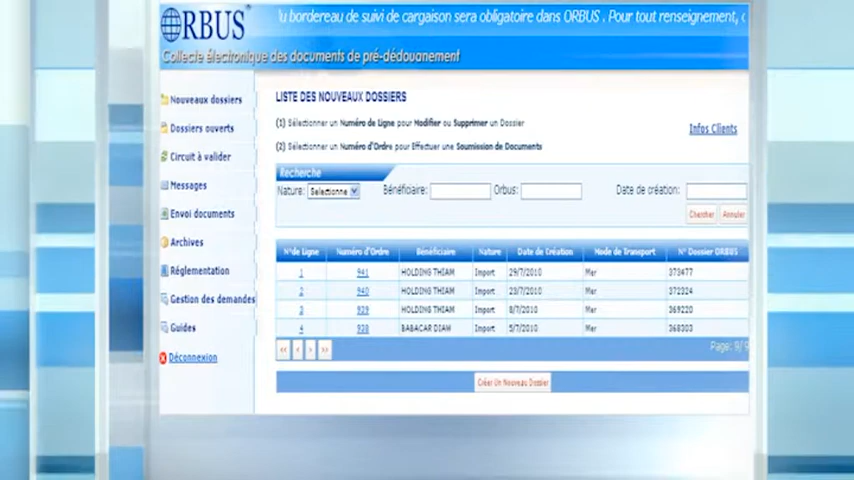 ORBUS®
'lu bordereau de suivi de cargaison sera obligatoire dans ORBUS . Pour tout renseignement,
Collecte électronique des documents de pré-dédouanement
Nouveaux dossiers
Dossiers ouverts
Circuit à valider
Messages
Envoi documents
Archives
Réglementation
Gestion des demandes
Guides
Déconnexion
LISTE DES NOUVEAUX DOSSIERS
(1) Sélectionner un Numéro de Ligne pour Modifier ou Supprimer un Dossier
Infos Clients
(2) Sélectionner un Numéro d'Ordre pour Effectuer une Soumission de Documents
Recherche
Nature: Selectionne Bénéficiaire: Orbus: Date de création:
Chercher Annuler
N°de Ligne Numéro d'Ordre Bénéficiaire Nature Date de Création Mode de Transport N° Dossier ORBUS
1 941 HOLDING THIAM Import 29/7/2010 Mer 373477
2 940 HOLDING THIAM Import 23/7/2010 Mer 372324
3 939 HOLDING THIAM Import 8/7/2010 Mer 369220
4 938 BABACAR DIAW Import 5/7/2010 Mer 368303
<< < > >> Page: 9/9
Créer Un Nouveau Dossier